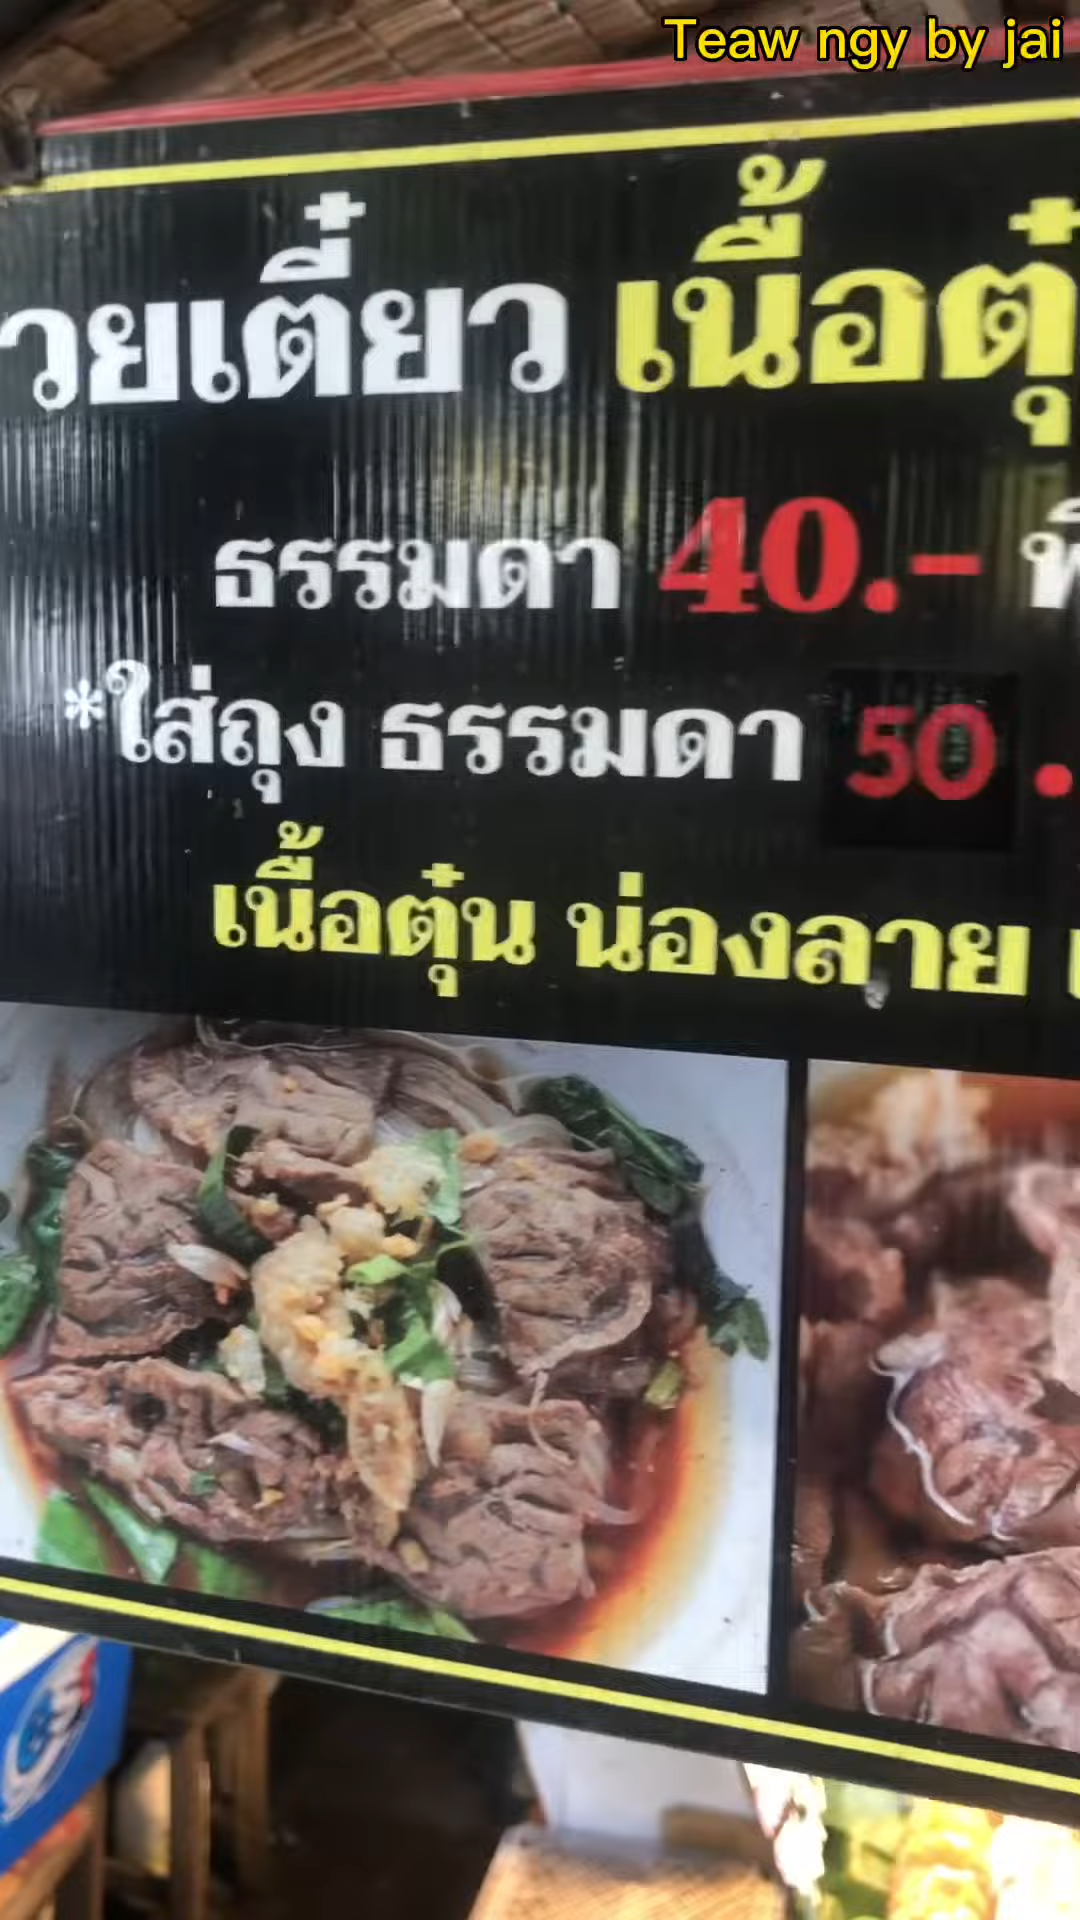 Teaw ngy by jai
วยเตี๋ยว เนื้อตุ๋
ธรรมดา 40.- พิ
*ใส่ถุง ธรรมดา 50.
เนื้อตุ๋น น่องลาย เ